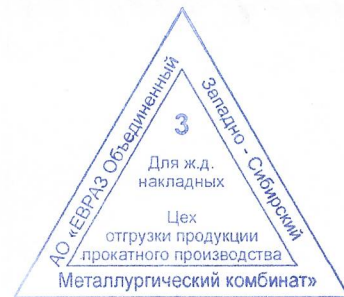 АО «ЕВРАЗ Объединенный
Западно - Сибирский
Металлургический комбинат»
3
Для ж.д.
накладных
Цех
отгрузки продукции
прокатного производства